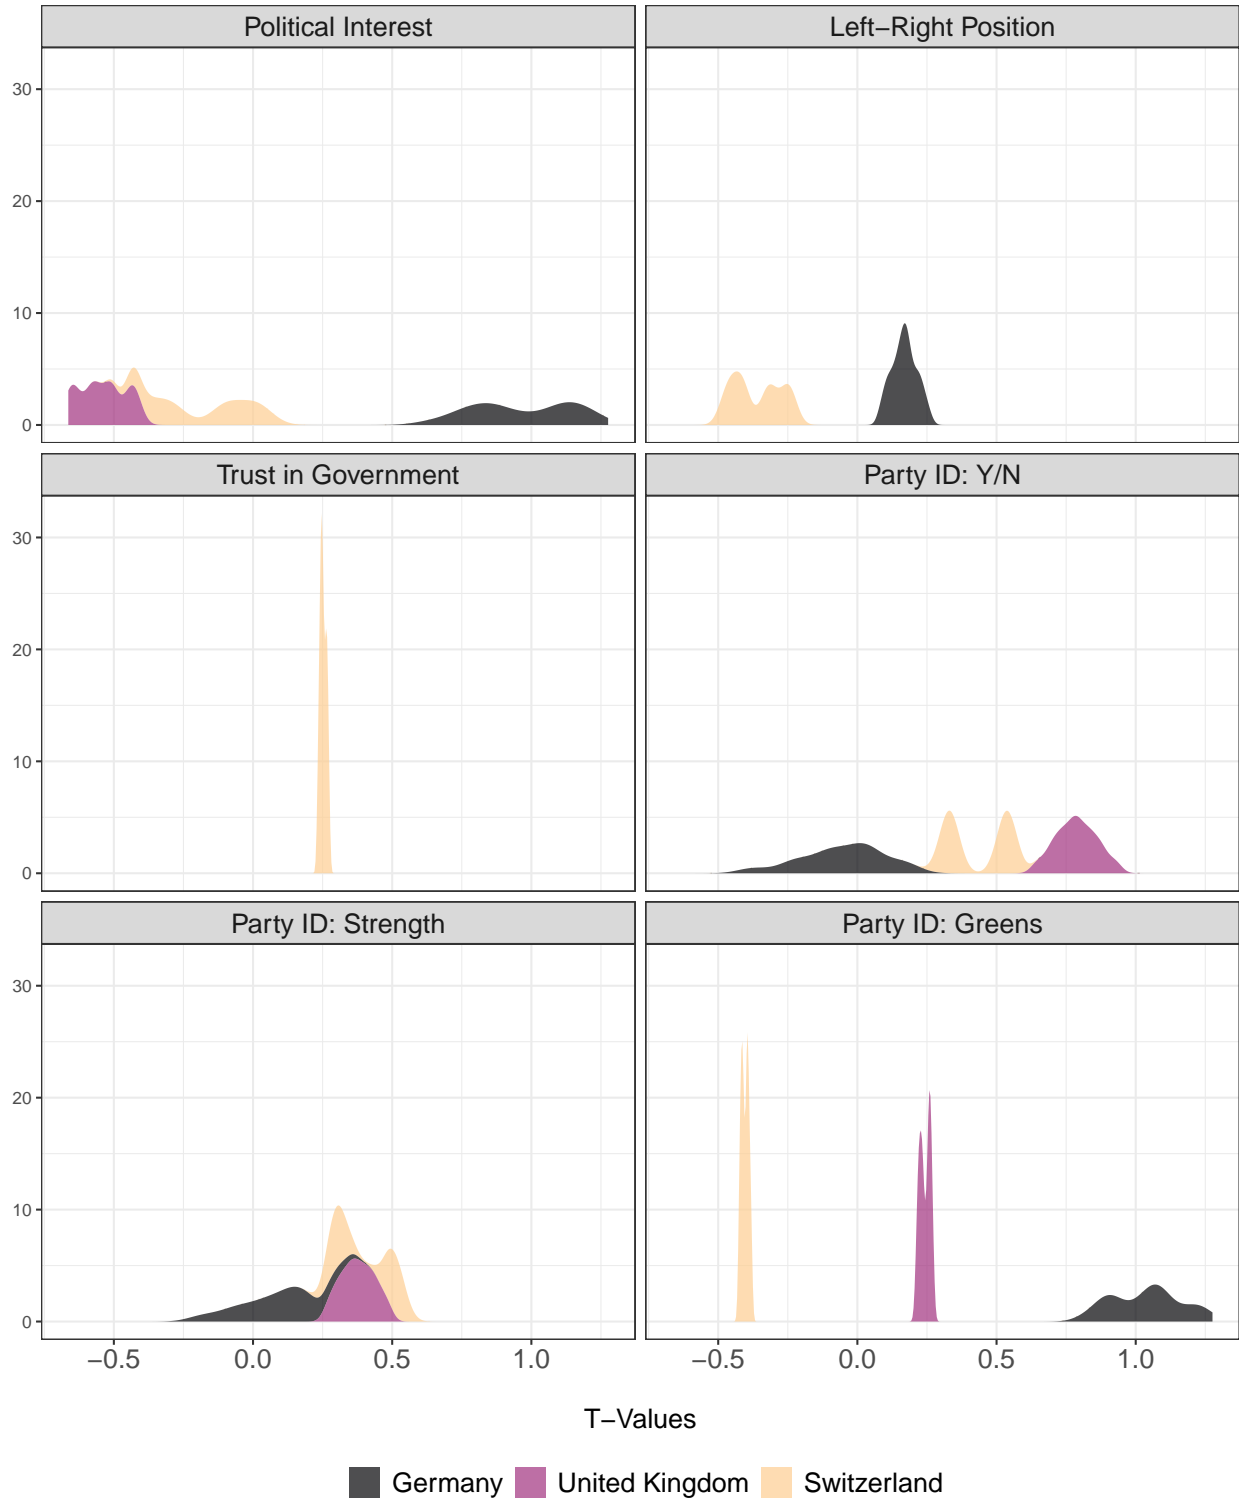 Political Interest
Left−Right Position
30
20
10
0
Trust in Government
Party ID: Y/N
30
20
10
0
Party ID: Strength
Party ID: Greens
30
20
10
0
−0.5 0.0 0.5 1.0 −0.5 0.0 0.5 1.0
T−Values
Germany United Kingdom Switzerland